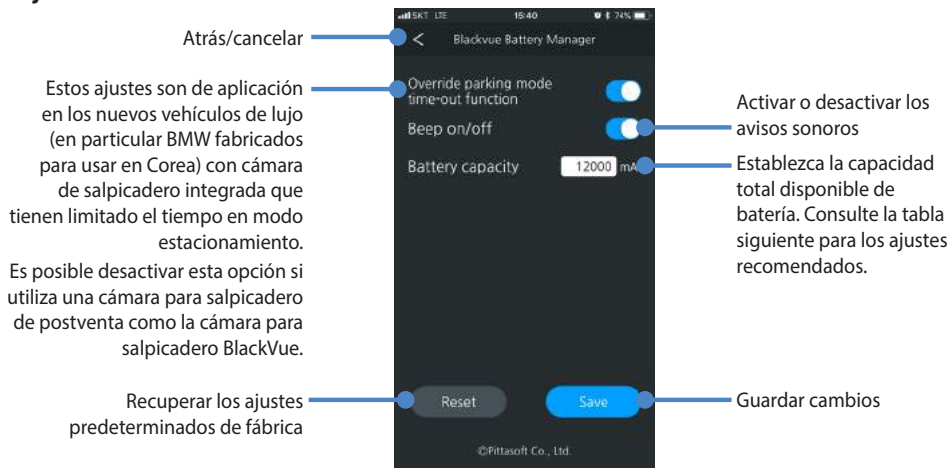 SKT LTE 15:40 74%
Blackvue Battery Manager
Atrás/cancelar
Estos ajustes son de aplicación
en los nuevos vehículos de lujo
(en particular BMW fabricados
para usar en Corea) con cámara
de salpicadero integrada que
tienen limitado el tiempo en modo
estacionamiento.
Es posible desactivar esta opción si
utiliza una cámara para salpicadero
de postventa como la cámara para
salpicadero BlackVue.
Recuperar los ajustes
predeterminados de fábrica
Override parking mode
time-out function
Beep on/off
Battery capacity 12000 mA
Reset Save
©Pittasoft Co., Ltd.
Activar o desactivar los
avisos sonoros
Establezca la capacidad
total disponible de
batería. Consulte la tabla
siguiente para los ajustes
recomendados.
Guardar cambios